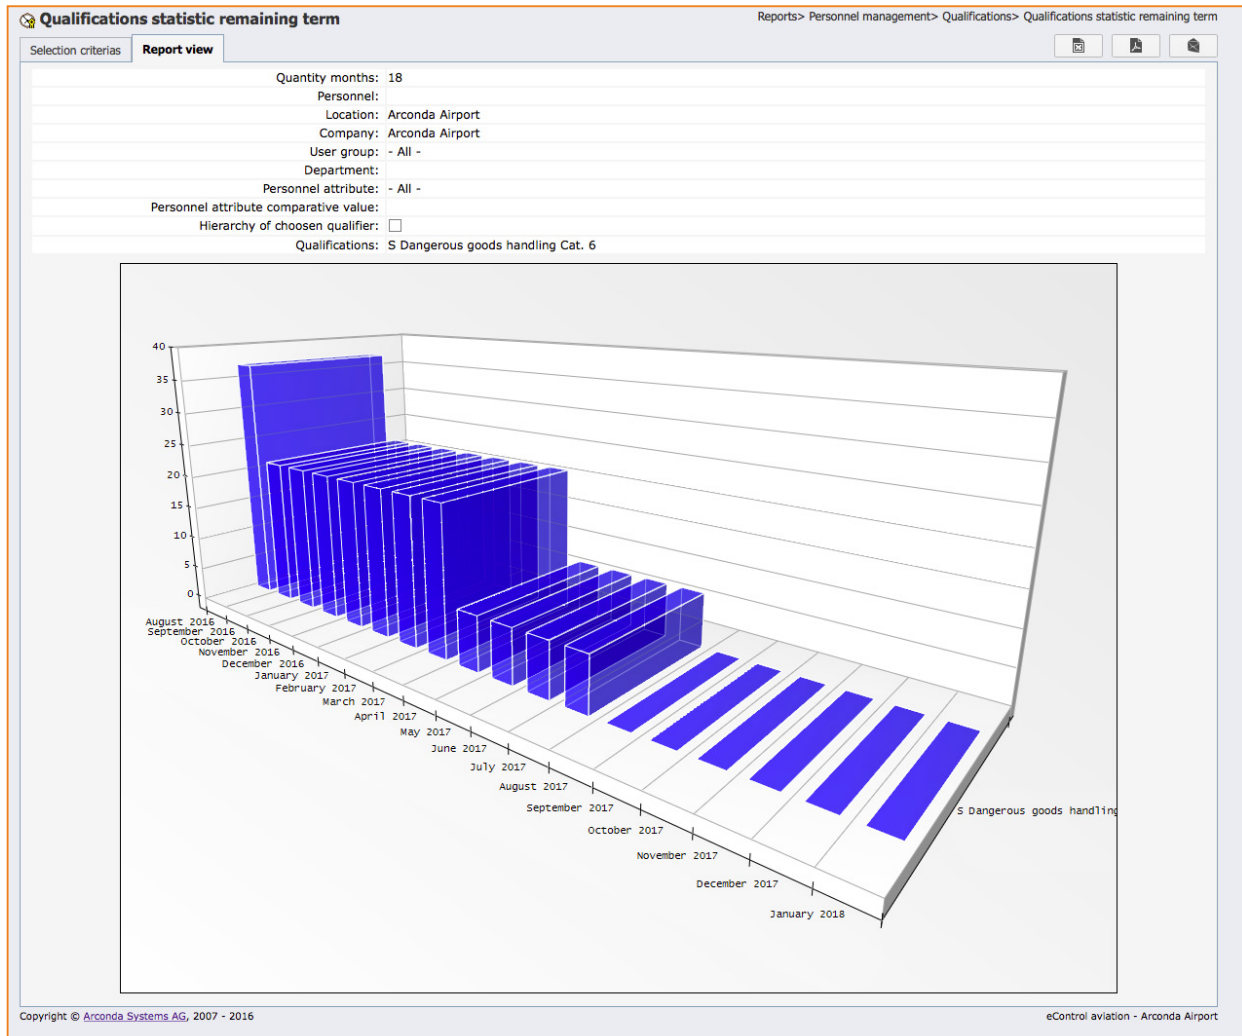 Qualifications statistic remaining term
Reports> Personnel management> Qualifications> Qualifications statistic remaining term
Selection criterias
Report view
Quantity months: 18
Personnel:
Location: Arconda Airport
Company: Arconda Airport
User group: - All -
Department:
Personnel attribute: - All -
Personnel attribute comparative value:
Hierarchy of choosen qualifier:
Qualifications: S Dangerous goods handling Cat. 6
40
35
30
25
20
15
10
5
0
August 2016
September 2016
October 2016
November 2016
December 2016
January 2017
February 2017
March 2017
April 2017
May 2017
June 2017
July 2017
August 2017
September 2017
October 2017
November 2017
December 2017
January 2018
S Dangerous goods handling
Copyright © Arconda Systems AG, 2007 - 2016
eControl aviation - Arconda Airport